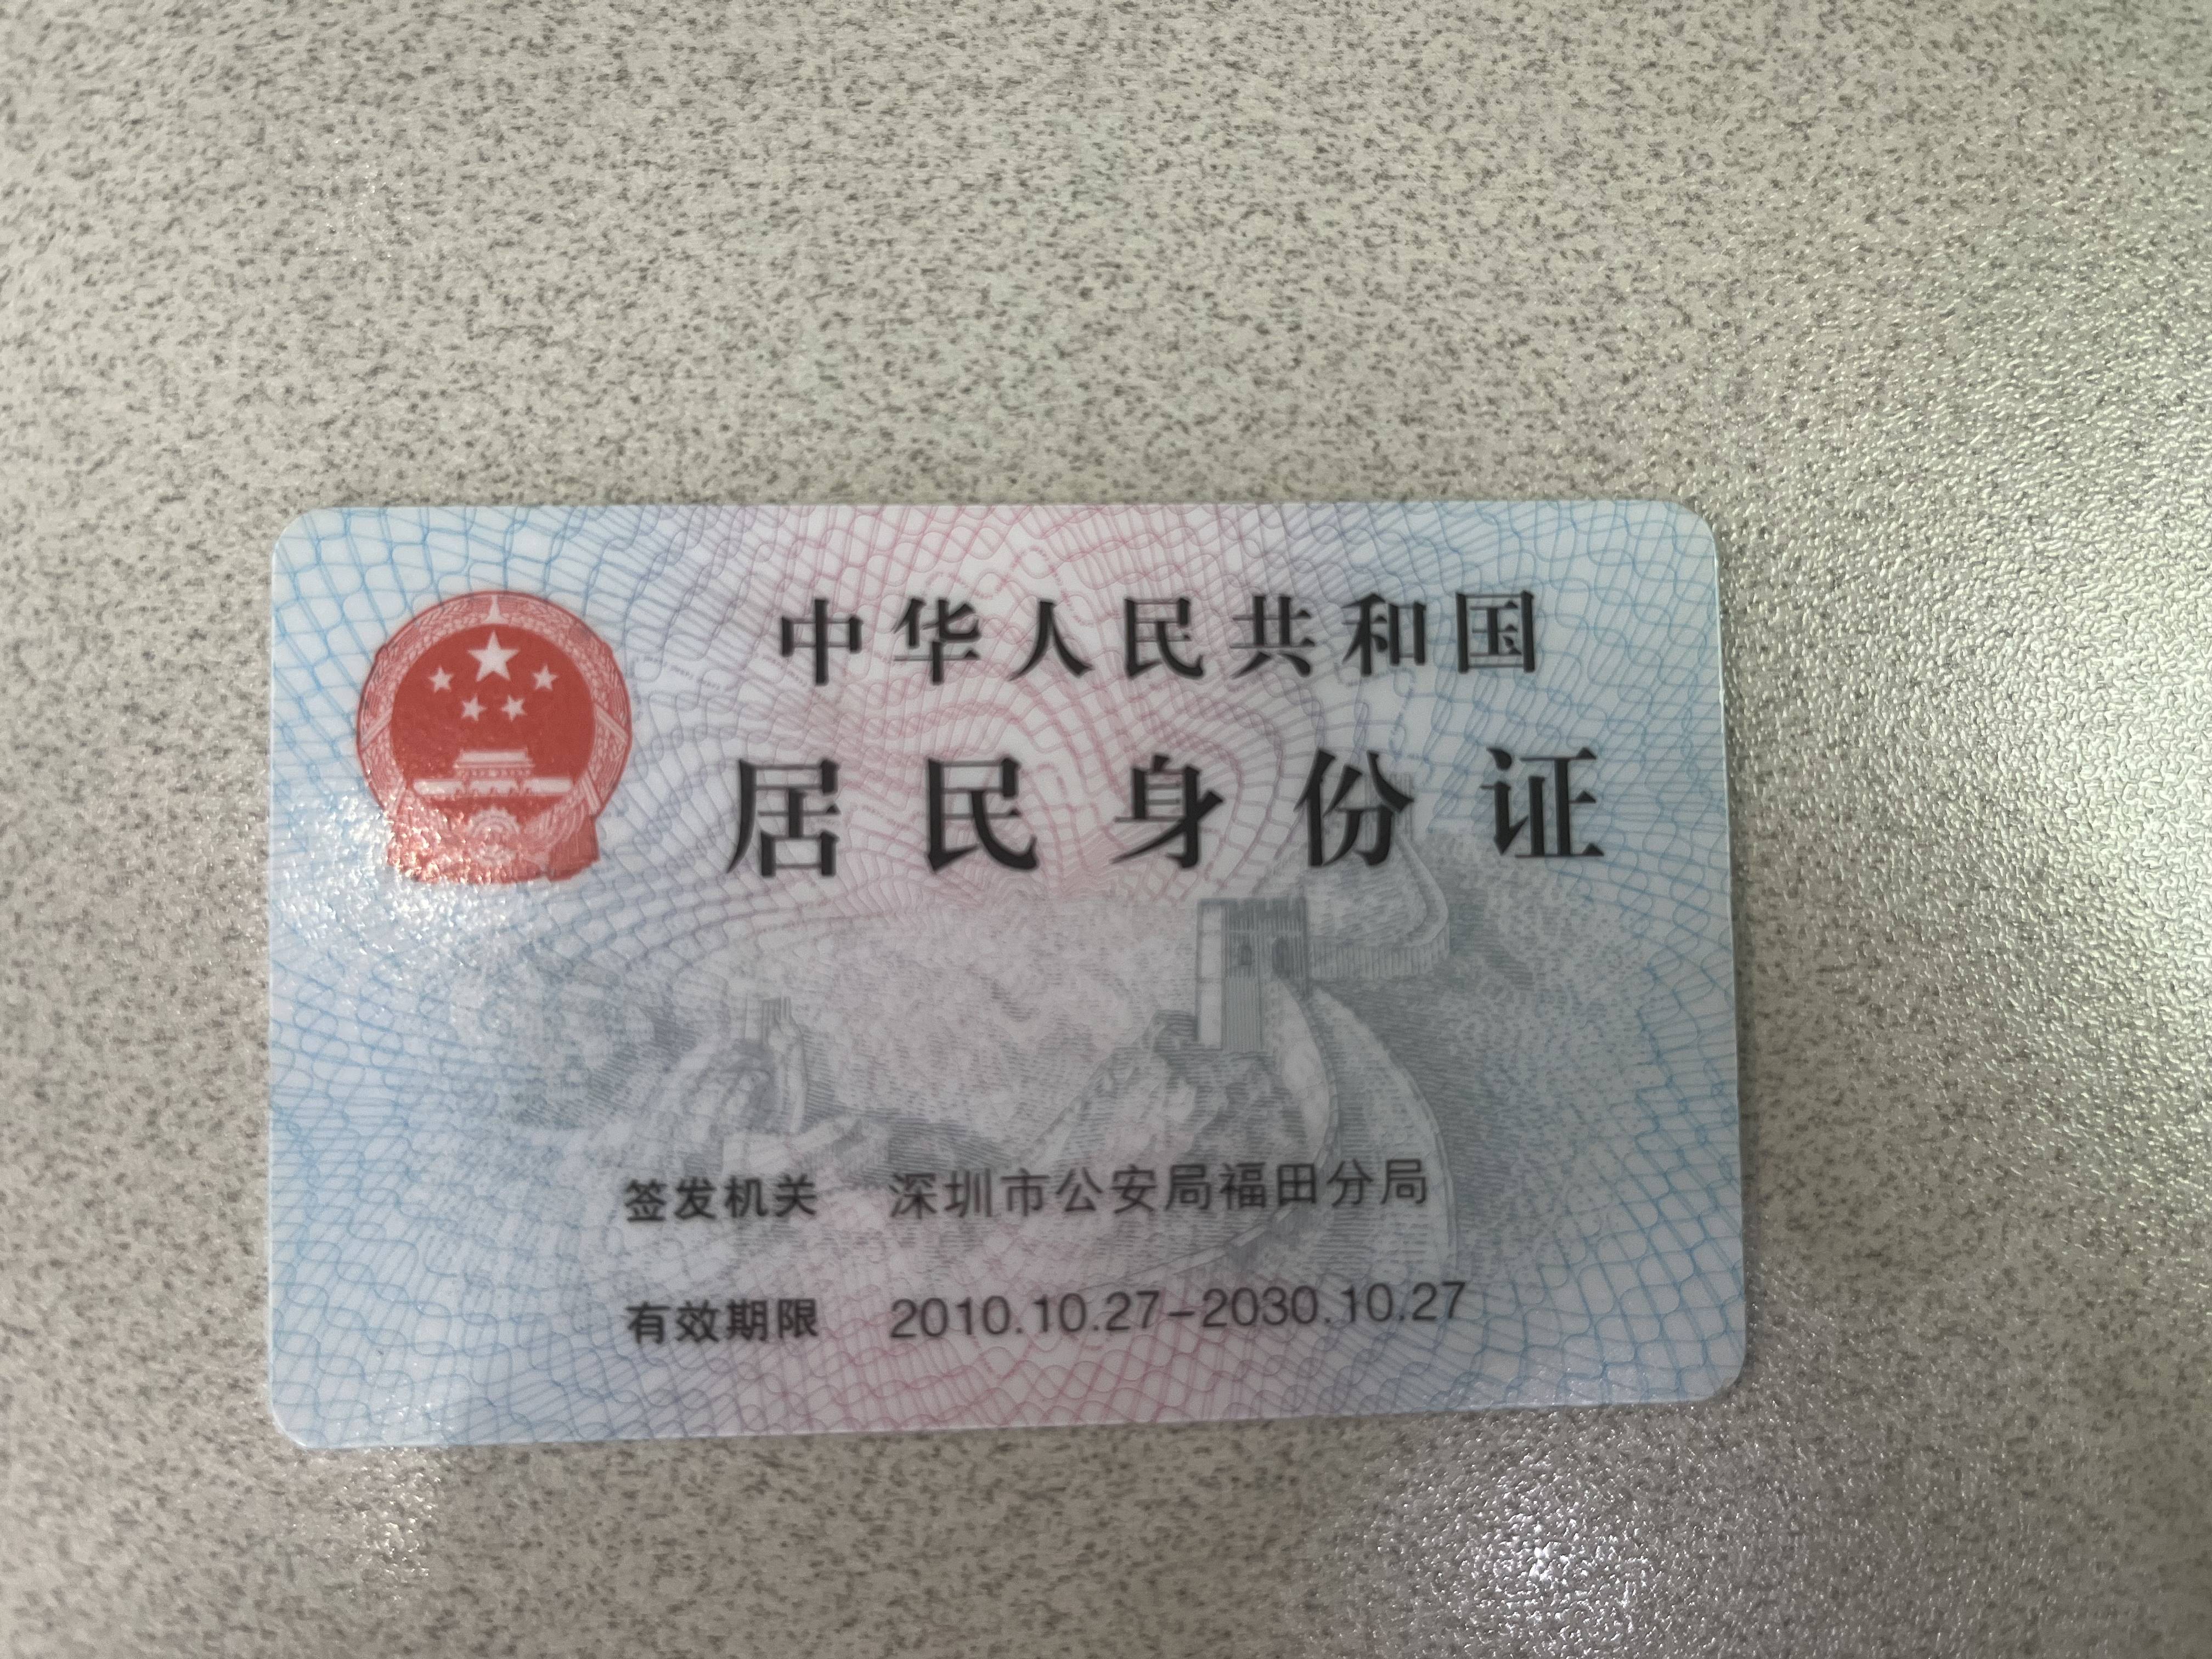 中华人民共和国
居民身份证
签发机关 深圳市公安局福田分局
有效期限 2010.10.27-2030.10.27